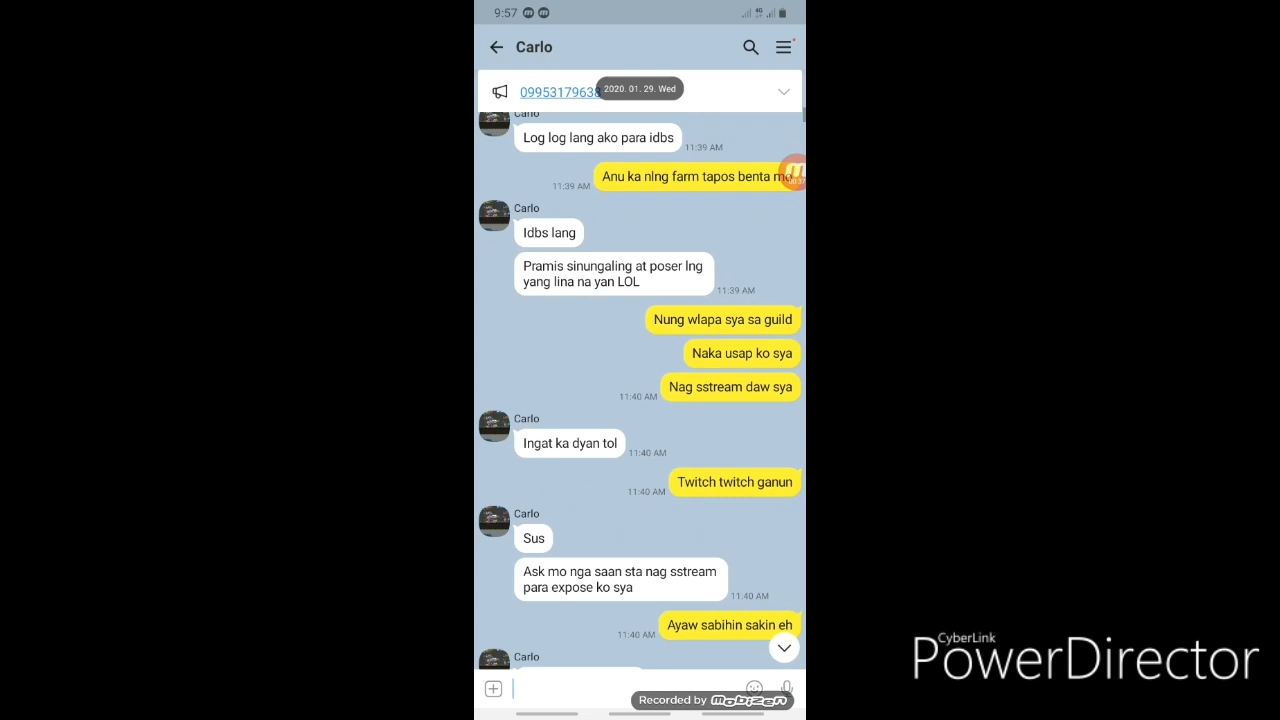 9:57
Carlo
09953179638
2020. 01. 29. Wed
Carlo
Log log lang ako para idbs
11:39 AM
Anu ka nlng farm tapos benta mo
11:39 AM
00:37
Carlo
Idbs lang
Pramis sinungaling at poser lng
yang lina na yan LOL
11:39 AM
Nung wlapa sya sa guild
Naka usap ko sya
Nag sstream daw sya
11:40 AM
Carlo
Ingat ka dyan tol
11:40 AM
Twitch twitch ganun
11:40 AM
Carlo
Sus
Ask mo nga saan sta nag sstream
para expose ko sya
11:40 AM
Ayaw sabihin sakin eh
11:40 AM
Carlo
Recorded by mobizen
CyberLink
PowerDirector